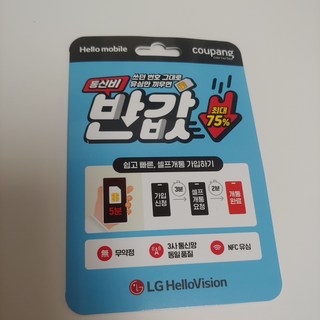 Hello mobile
coupang
통신비
쓰던 번호 그대로
유심만 끼우면
반값
최대
75%
쉽고 빠른, 셀프개통 가입하기
5분
가입
신청
3분
셀프
개통
요청
2분
개통
완료
無 무약정
3사 통신망
동일 품질
NFC 유심
LG HelloVision